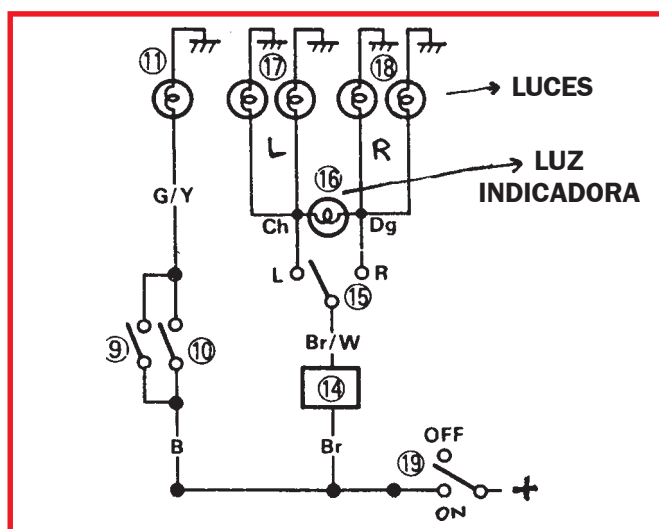 ⑪ ⑰ ⑱
LUCES
L R
⑯
LUZ
INDICADORA
G/Y
Ch Dg
L R
⑮
⑨ ⑩
Br/W
⑭
B Br
OFF
⑲
+
ON